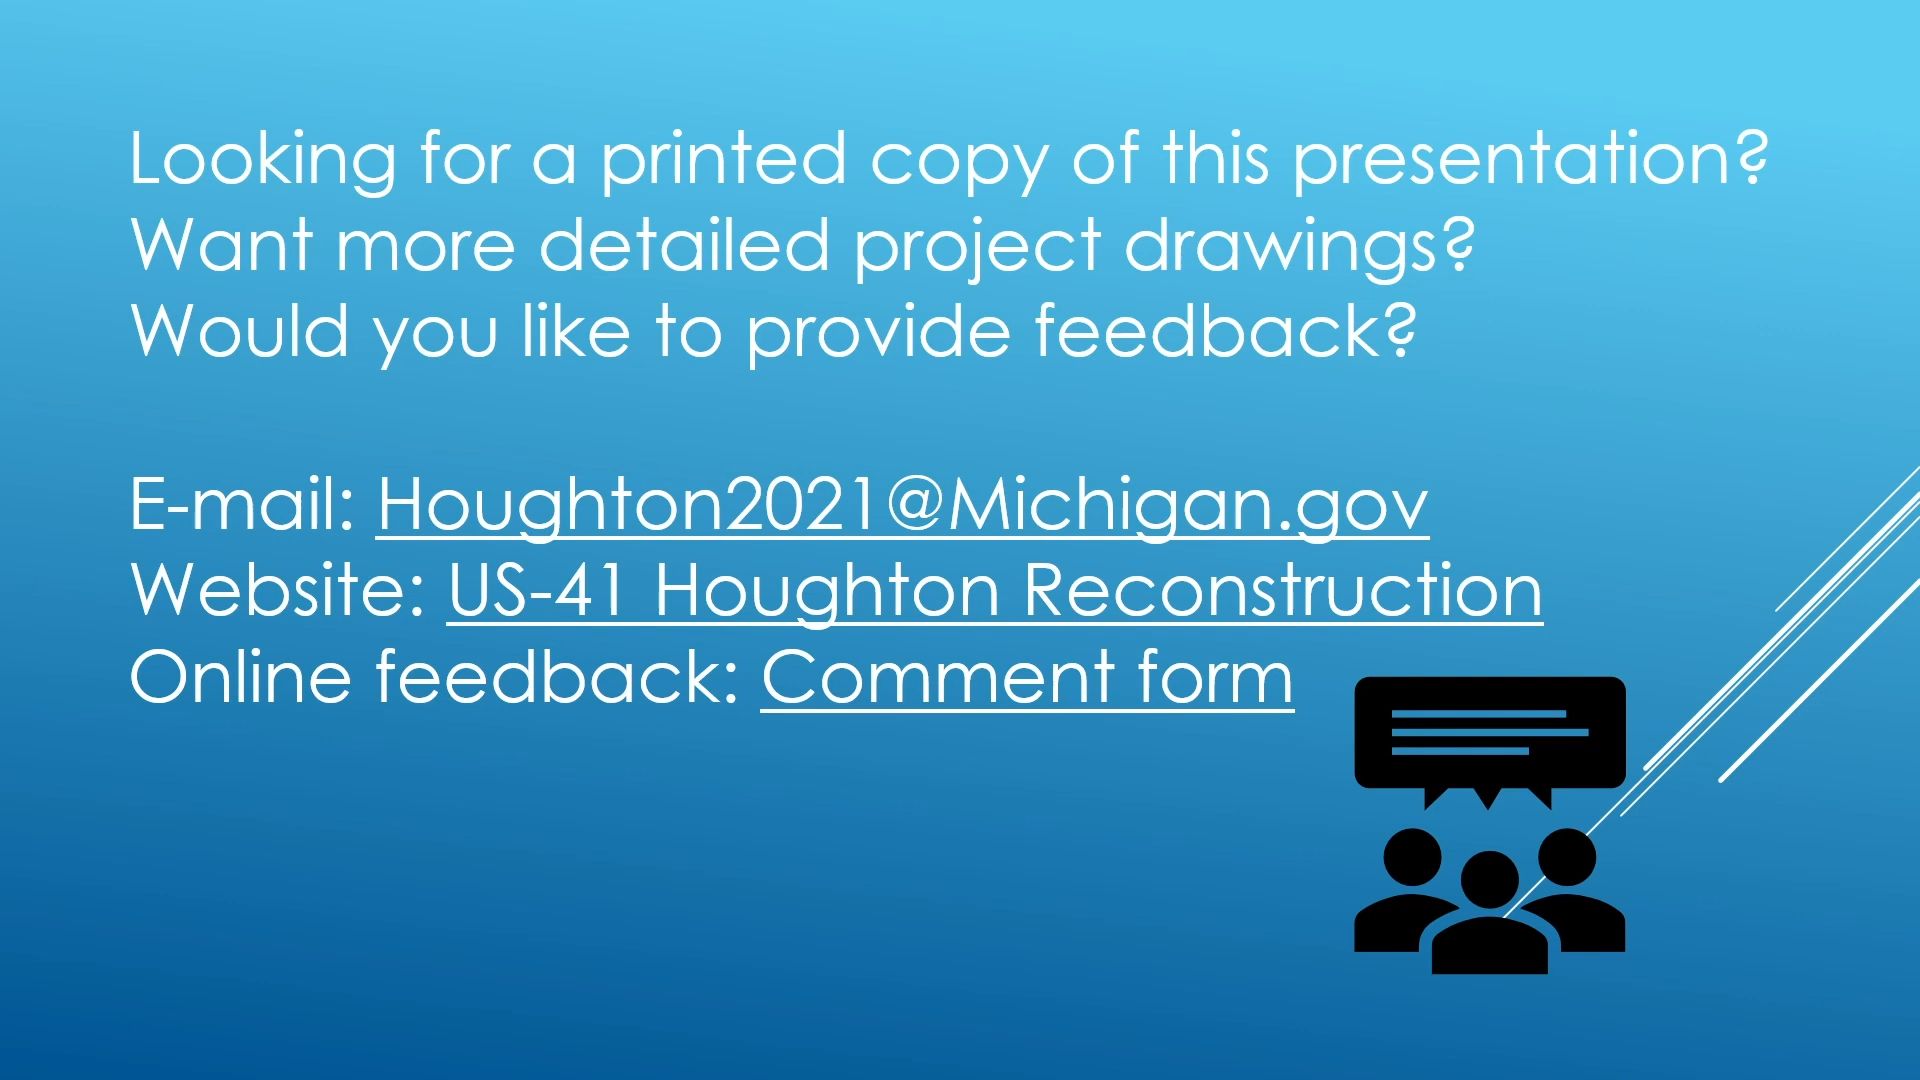 Looking for a printed copy of this presentation?
Want more detailed project drawings?
Would you like to provide feedback?
E-mail: Houghton2021@Michigan.gov
Website: US-41 Houghton Reconstruction
Online feedback: Comment form